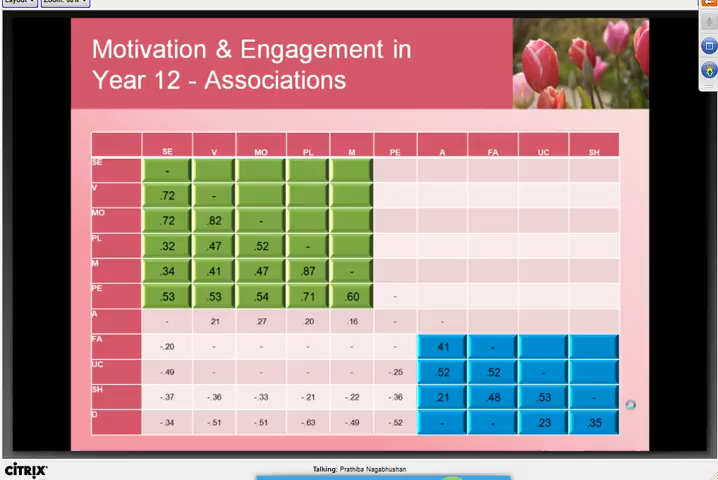 Layout
Zoom: 68%
Motivation & Engagement in
Year 12 - Associations
SE V MO PL M PE A FA UC SH
SE -
V .72 -
MO .72 .82 -
PL .32 .47 .52 -
M .34 .41 .47 .87 -
PE .53 .53 .54 .71 .60 -
A - .21 .27 .20 .16 - -
FA -.20 - - - - - .41 -
UC -.49 - - - - -.25 .52 .52 -
SH -.37 -.36 -.33 -.21 -.22 -.36 .21 .48 .53 -
D -.34 -.51 -.51 -.63 -.49 -.52 - - .23 .35
CITRIX
Talking: Prathiba Nagabhushan